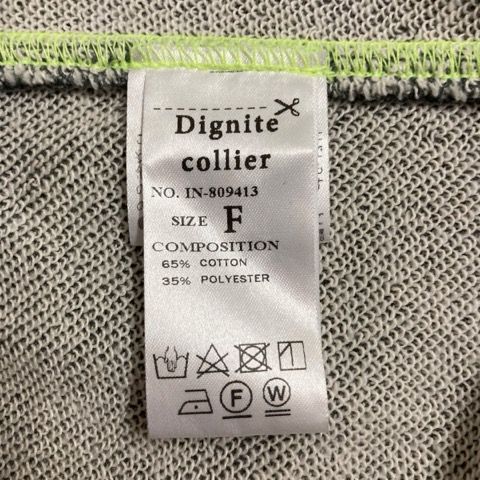 Dignite
collier
NO. IN-809413
SIZE F
COMPOSITION
65% COTTON
35% POLYESTER
F W